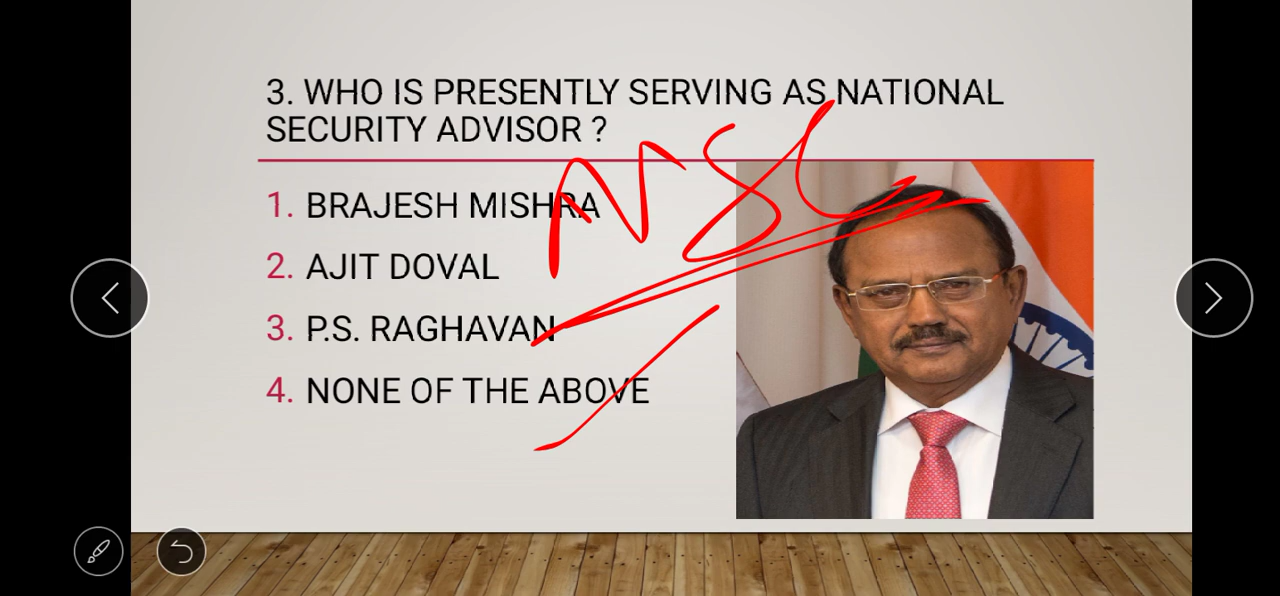 3. WHO IS PRESENTLY SERVING AS NATIONAL
SECURITY ADVISOR ?
1. BRAJESH MISHRA
2. AJIT DOVAL
3. P.S. RAGHAVAN
4. NONE OF THE ABOVE
NSC